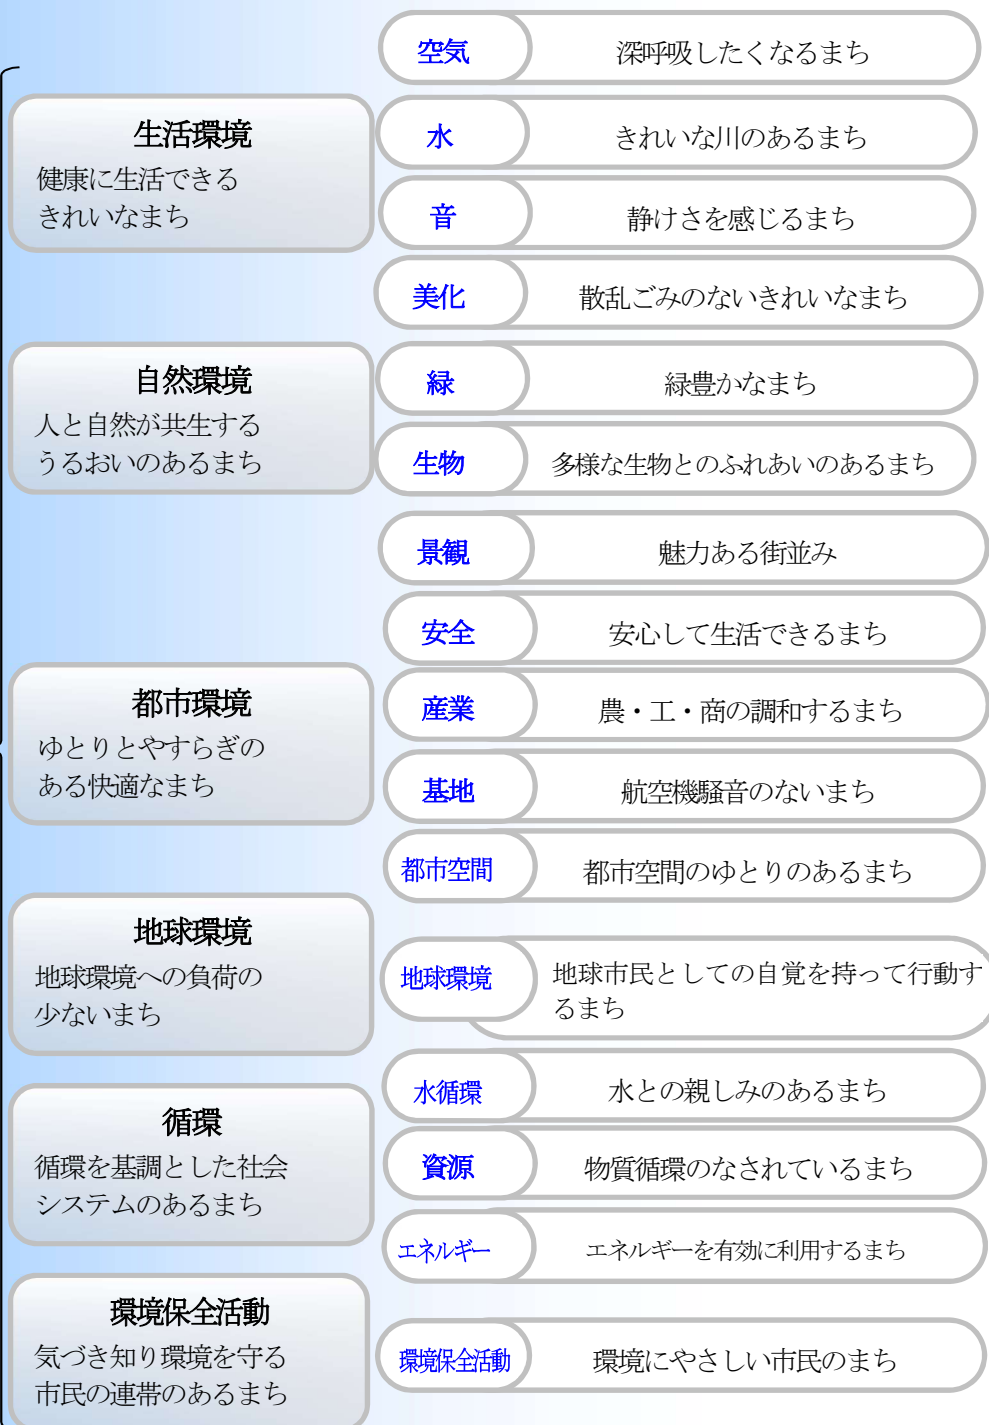 生活環境
健康に生活できる
きれいなまち
空気
深呼吸したくなるまち
水
きれいな川のあるまち
音
静けさを感じるまち
美化
散乱ごみのないきれいなまち
自然環境
人と自然が共生する
うるおいのあるまち
緑
緑豊かなまち
生物
多様な生物とのふれあいのあるまち
都市環境
ゆとりとやすらぎの
ある快適なまち
景観
魅力ある街並み
安全
安心して生活できるまち
産業
農・工・商の調和するまち
基地
航空機騒音のないまち
都市空間
都市空間のゆとりのあるまち
地球環境
地球環境への負荷の
少ないまち
地球環境
地球市民としての自覚を持って行動す
るまち
循環
循環を基調とした社会
システムのあるまち
水循環
水との親しみのあるまち
資源
物質循環のなされているまち
エネルギー
エネルギーを有効に利用するまち
環境保全活動
気づき知り環境を守る
市民の連帯のあるまち
環境保全活動
環境にやさしい市民のまち